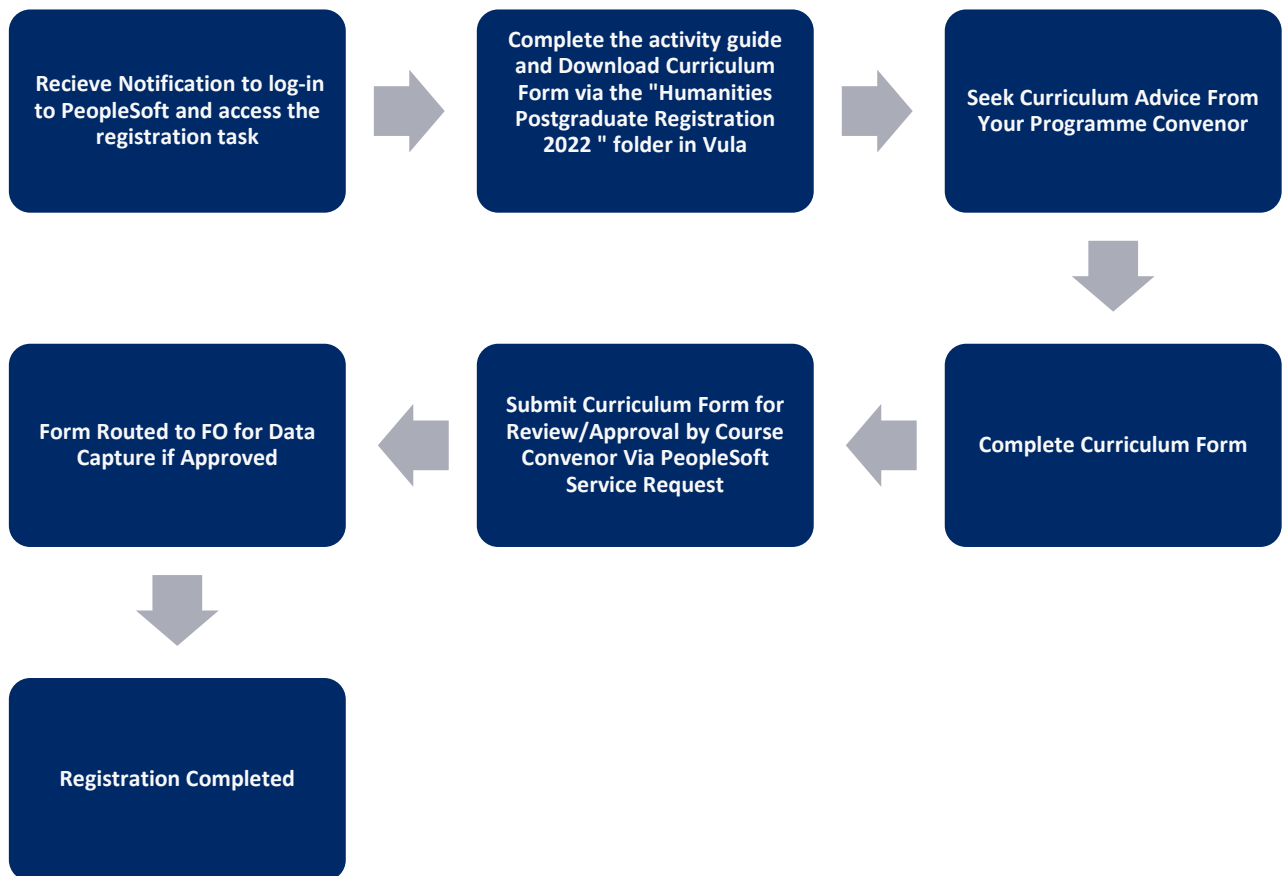 Recieve Notification to log-in
to PeopleSoft and access the
registration task
Complete the activity guide
and Download Curriculum
Form via the "Humanities
Postgraduate Registration
2022 " folder in Vula
Seek Curriculum Advice From
Your Programme Convenor
Complete Curriculum Form
Submit Curriculum Form for
Review/Approval by Course
Convenor Via PeopleSoft
Service Request
Form Routed to FO for Data
Capture if Approved
Registration Completed